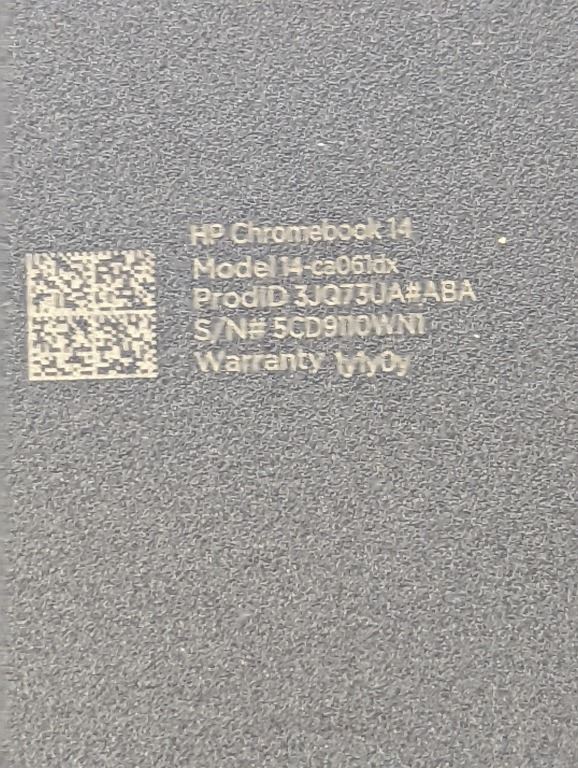 HP Chromebook 14
Model 14-ca061dx
ProdID 3JQ73UA#ABA
S/N# 5CD9110WN1
Warranty 1y1y0y